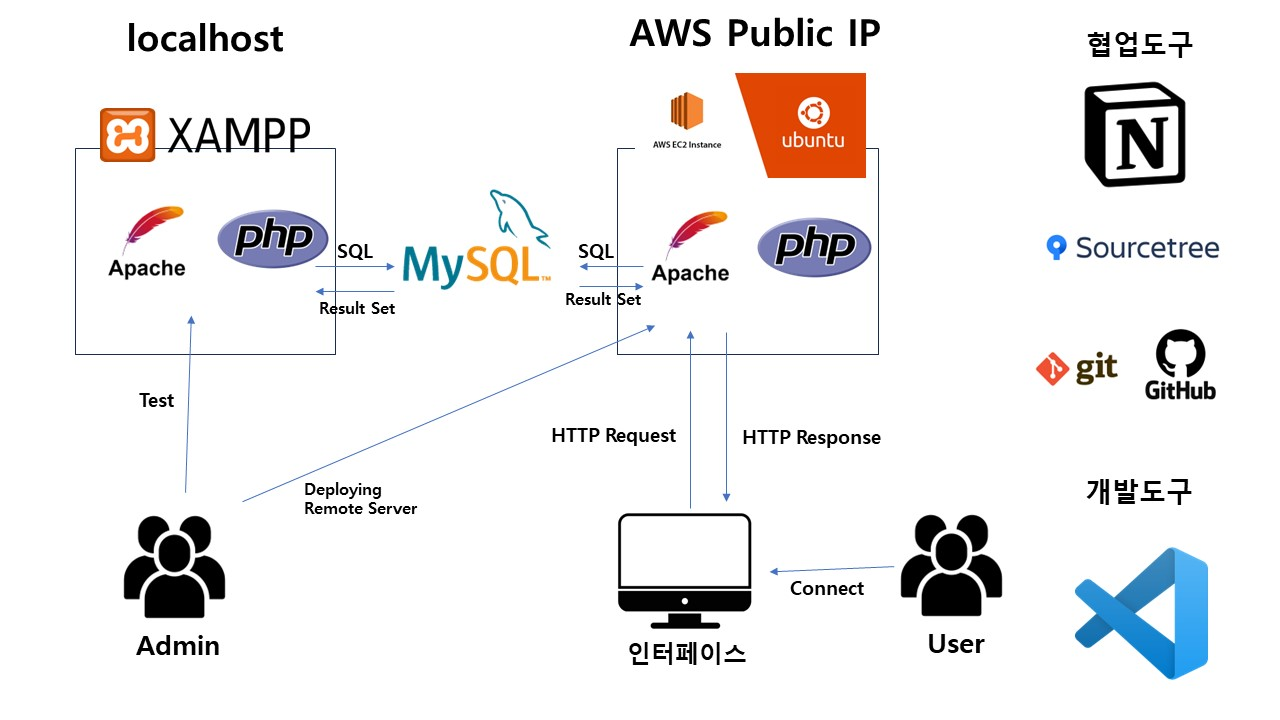 localhost
AWS Public IP
협업도구
XAMPP
AWS EC2 Instance
ubuntu
N
Apache
php
SQL
Result Set
MySQL™
SQL
Result Set
Apache
php
Sourcetree
git
GitHub
Test
HTTP Request
HTTP Response
Deploying
Remote Server
개발도구
Connect
Admin
인터페이스
User